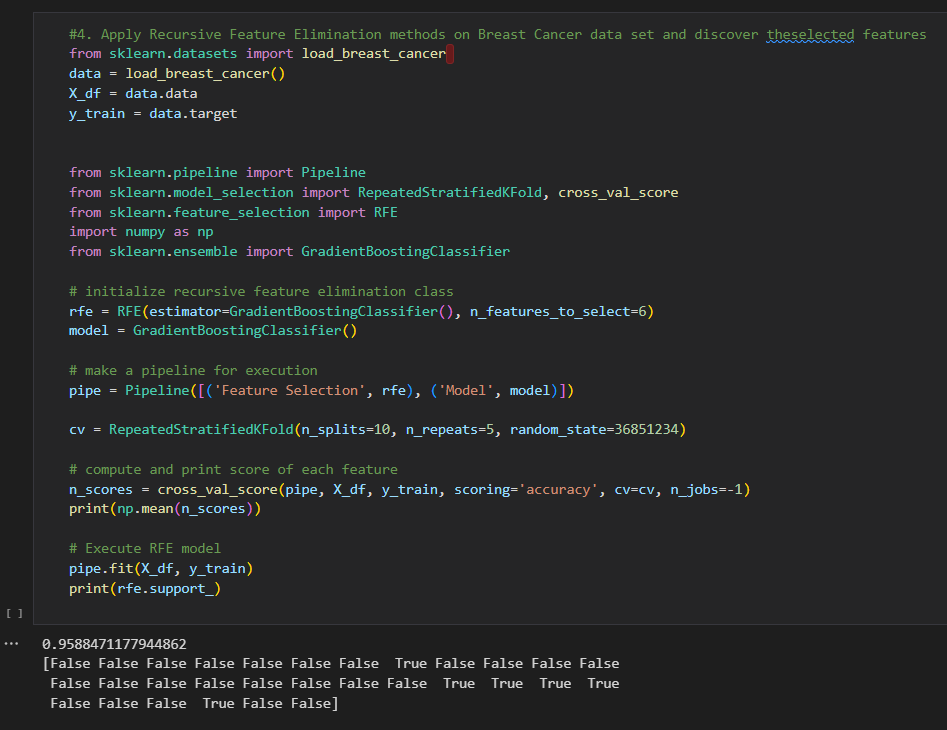 #4. Apply Recursive Feature Elimination methods on Breast Cancer data set and discover theselected features
from sklearn.datasets import load_breast_cancer
data = load_breast_cancer()
X_df = data.data
y_train = data.target
from sklearn.pipeline import Pipeline
from sklearn.model_selection import RepeatedStratifiedKFold, cross_val_score
from sklearn.feature_selection import RFE
import numpy as np
from sklearn.ensemble import GradientBoostingClassifier
# initialize recursive feature elimination class
rfe = RFE(estimator=GradientBoostingClassifier(), n_features_to_select=6)
model = GradientBoostingClassifier()
# make a pipeline for execution
pipe = Pipeline([('Feature Selection', rfe), ('Model', model)])
cv = RepeatedStratifiedKFold(n_splits=10, n_repeats=5, random_state=36851234)
# compute and print score of each feature
n_scores = cross_val_score(pipe, X_df, y_train, scoring='accuracy', cv=cv, n_jobs=-1)
print(np.mean(n_scores))
# Execute RFE model
pipe.fit(X_df, y_train)
print(rfe.support_)
[ ]
... 0.9588471177944862
[False False False False False False False  True False False False False
 False False False False False False False False  True  True  True  True
 False False False  True False False]